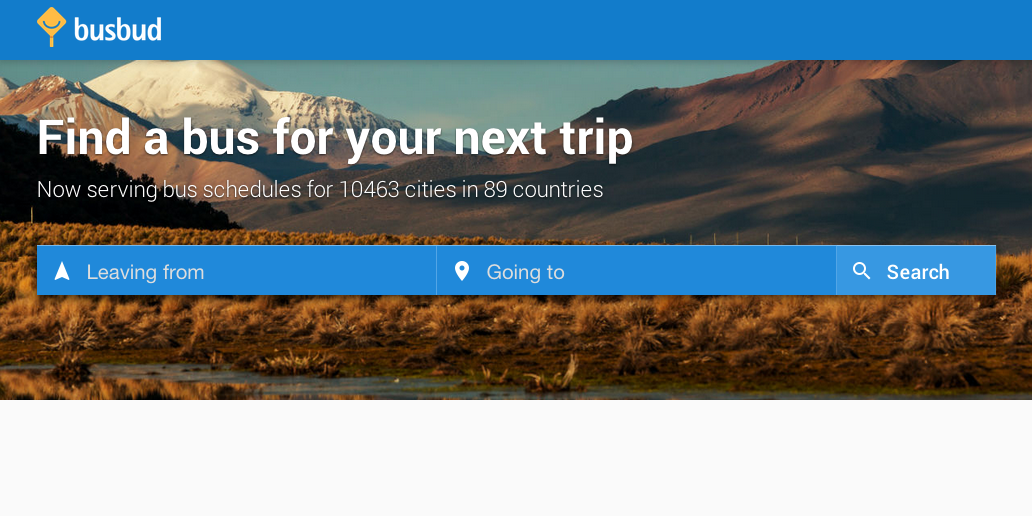 busbud
Find a bus for your next trip
Now serving bus schedules for 10463 cities in 89 countries
Leaving from
Going to
Search